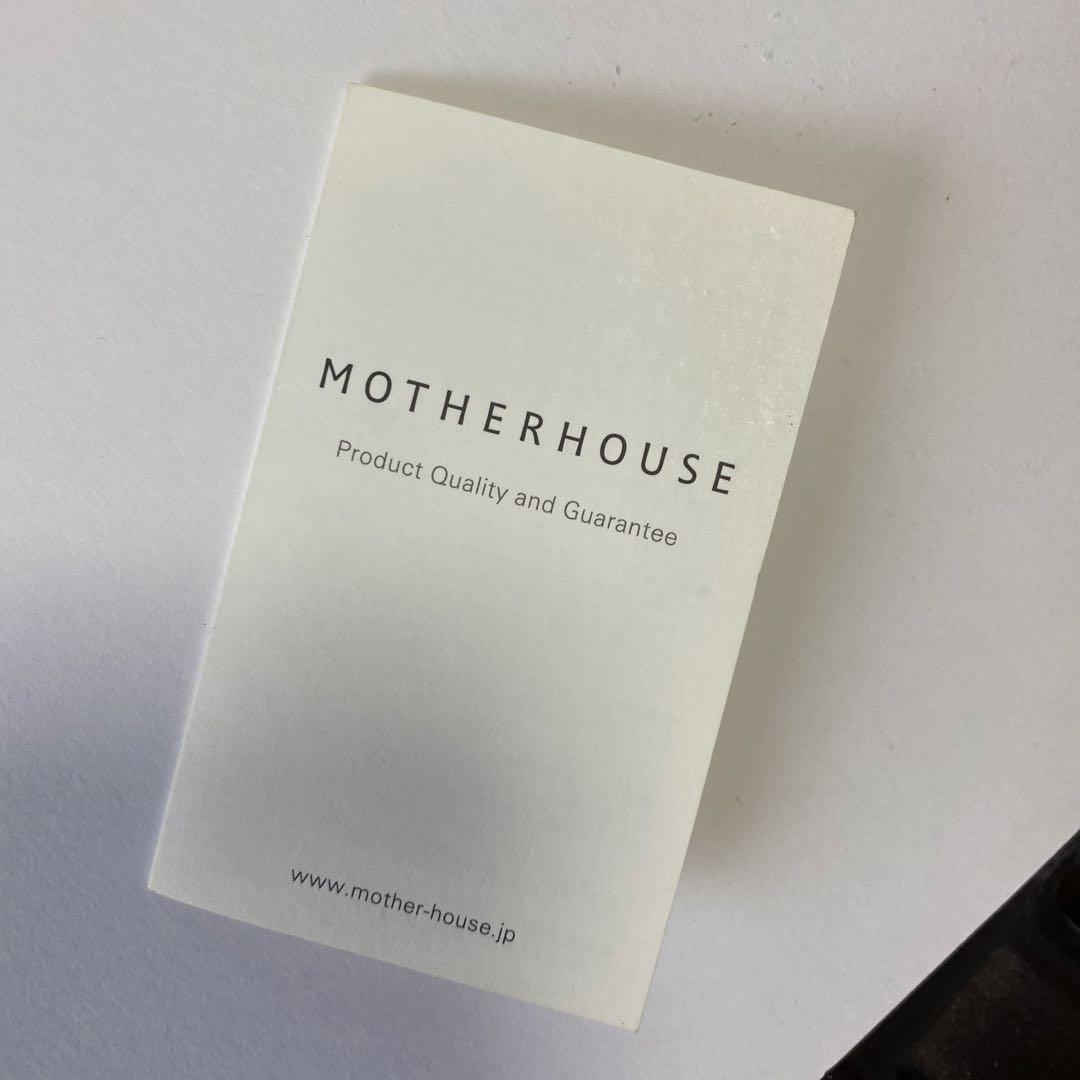 MOTHERHOUSE
Product Quality and Guarantee
www.mother-house.jp